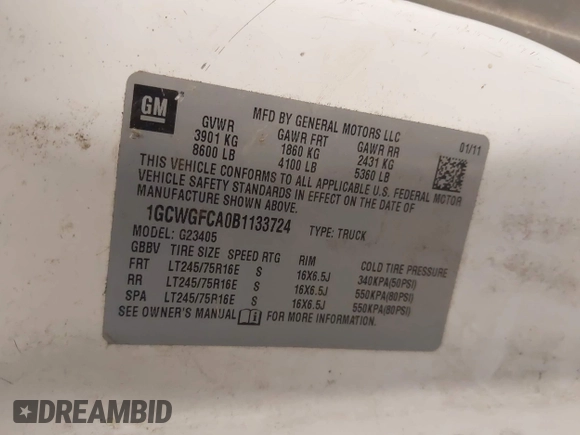 GM
MFD BY GENERAL MOTORS LLC
01/11
GVWR GAWR FRT GAWR RR
3901 KG 1860 KG 2431 KG
8600 LB 4100 LB 5360 LB
THIS VEHICLE CONFORMS TO ALL APPLICABLE U.S. FEDERAL MOTOR
VEHICLE SAFETY STANDARDS IN EFFECT ON THE DATE OF
MANUFACTURE SHOWN ABOVE.
1GCWGFCA0B1133724 TYPE: TRUCK
MODEL: G23405
GBBV TIRE SIZE SPEED RTG RIM COLD TIRE PRESSURE
FRT LT245/75R16E S 16X6.5J 340KPA(50PSI)
RR LT245/75R16E S 16X6.5J 550KPA(80PSI)
SPA LT245/75R16E S 16X6.5J 550KPA(80PSI)
SEE OWNER'S MANUAL FOR MORE INFORMATION.
DREAMBID